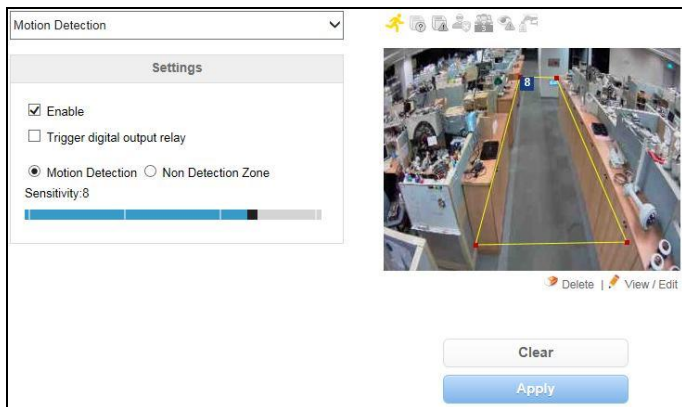 Motion Detection
Settings
Enable
Trigger digital output relay
Motion Detection Non Detection Zone
Sensitivity:8
8
Delete | View / Edit
Clear
Apply